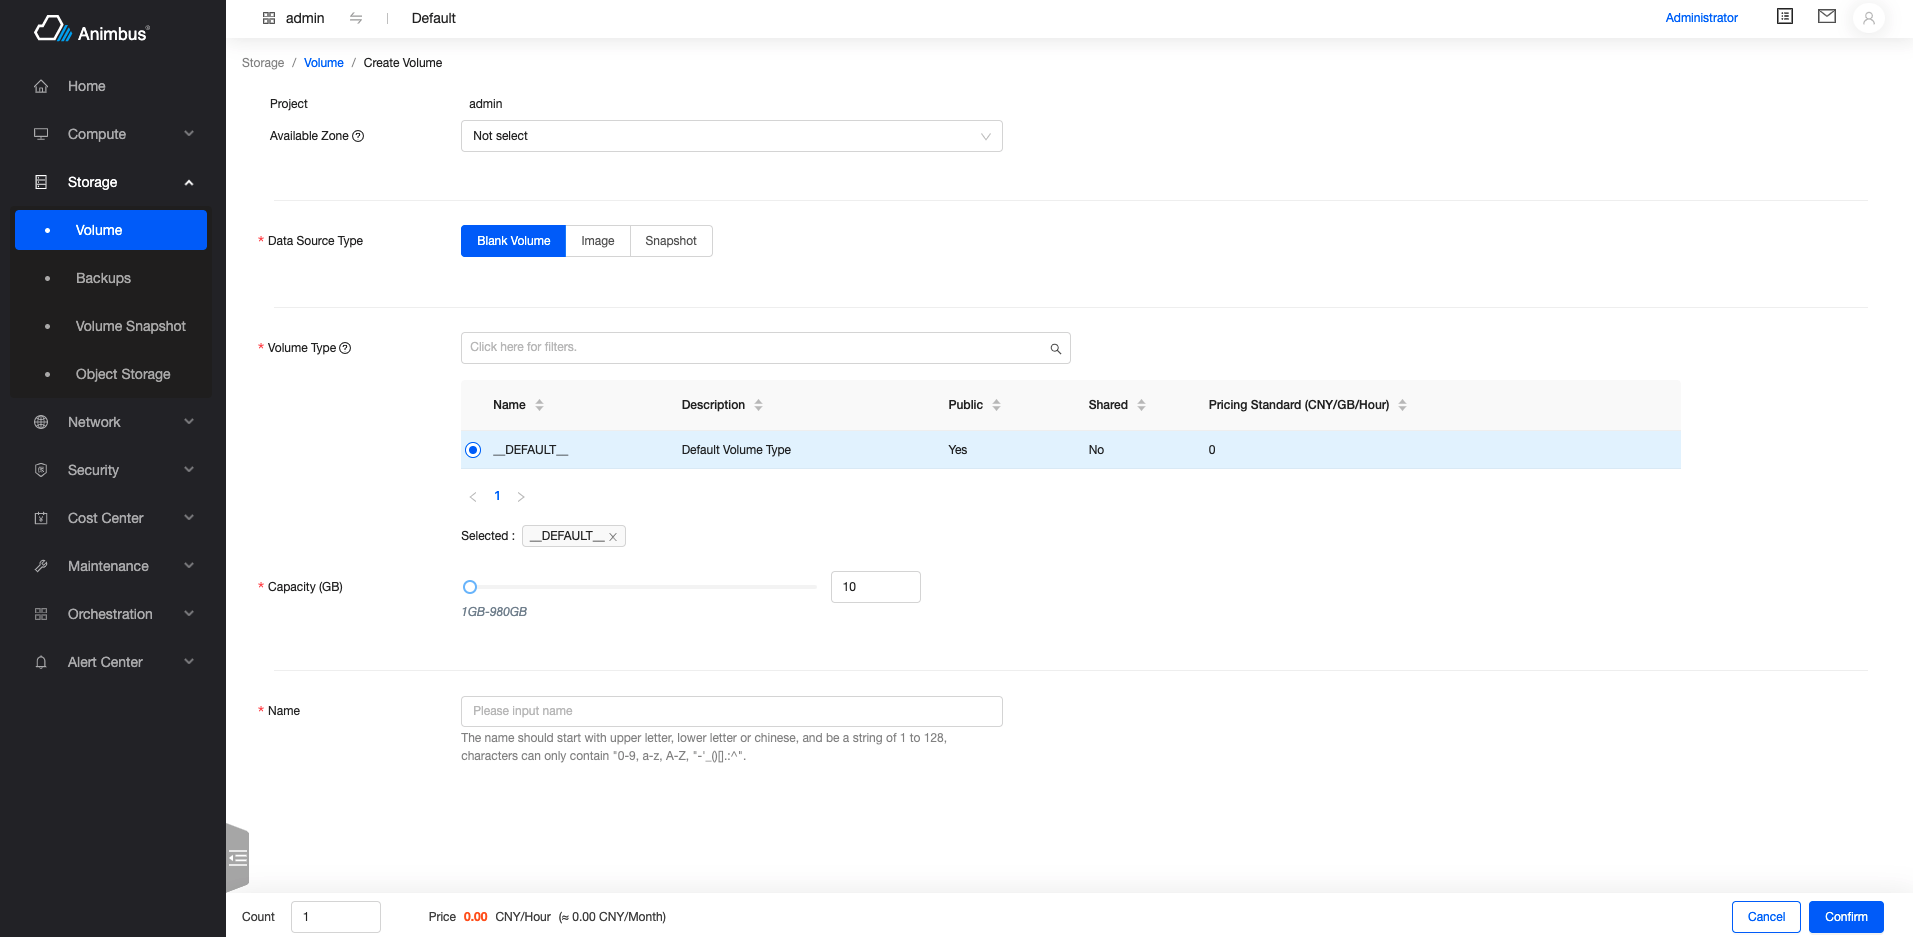 Animbus®
Home
Compute
Storage
Volume
Backups
Volume Snapshot
Object Storage
Network
Security
Cost Center
Maintenance
Orchestration
Alert Center
admin | Default
Administrator
Storage / Volume / Create Volume
Project admin
Available Zone Not select
* Data Source Type Blank Volume Image Snapshot
* Volume Type Click here for filters.
Name Description Public Shared Pricing Standard (CNY/GB/Hour)
__DEFAULT__ Default Volume Type Yes No 0
< 1 >
Selected : __DEFAULT__ ×
* Capacity (GB) 10
1GB-980GB
* Name Please input name
The name should start with upper letter, lower letter or chinese, and be a string of 1 to 128,
characters can only contain "0-9, a-z, A-Z, "-'_()[].:^".
Count 1 Price 0.00 CNY/Hour (≈ 0.00 CNY/Month)
Cancel Confirm